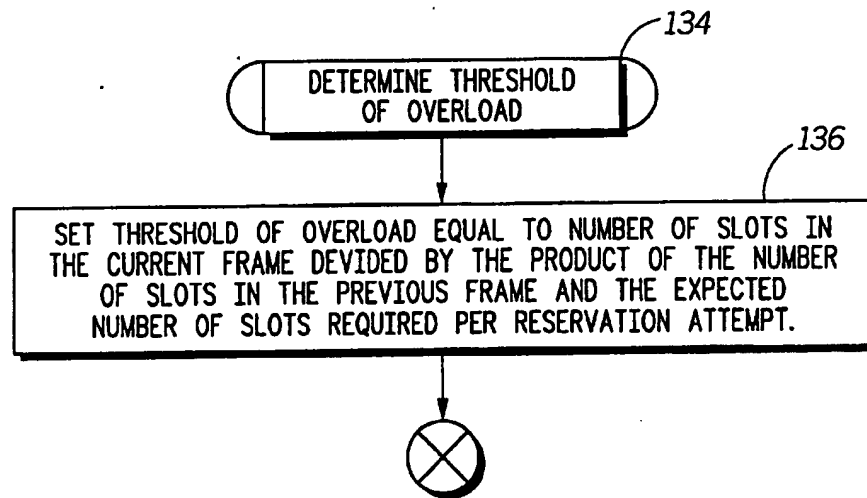 134
DETERMINE THRESHOLD
OF OVERLOAD
136
SET THRESHOLD OF OVERLOAD EQUAL TO NUMBER OF SLOTS IN
THE CURRENT FRAME DEVIDED BY THE PRODUCT OF THE NUMBER
OF SLOTS IN THE PREVIOUS FRAME AND THE EXPECTED
NUMBER OF SLOTS REQUIRED PER RESERVATION ATTEMPT.